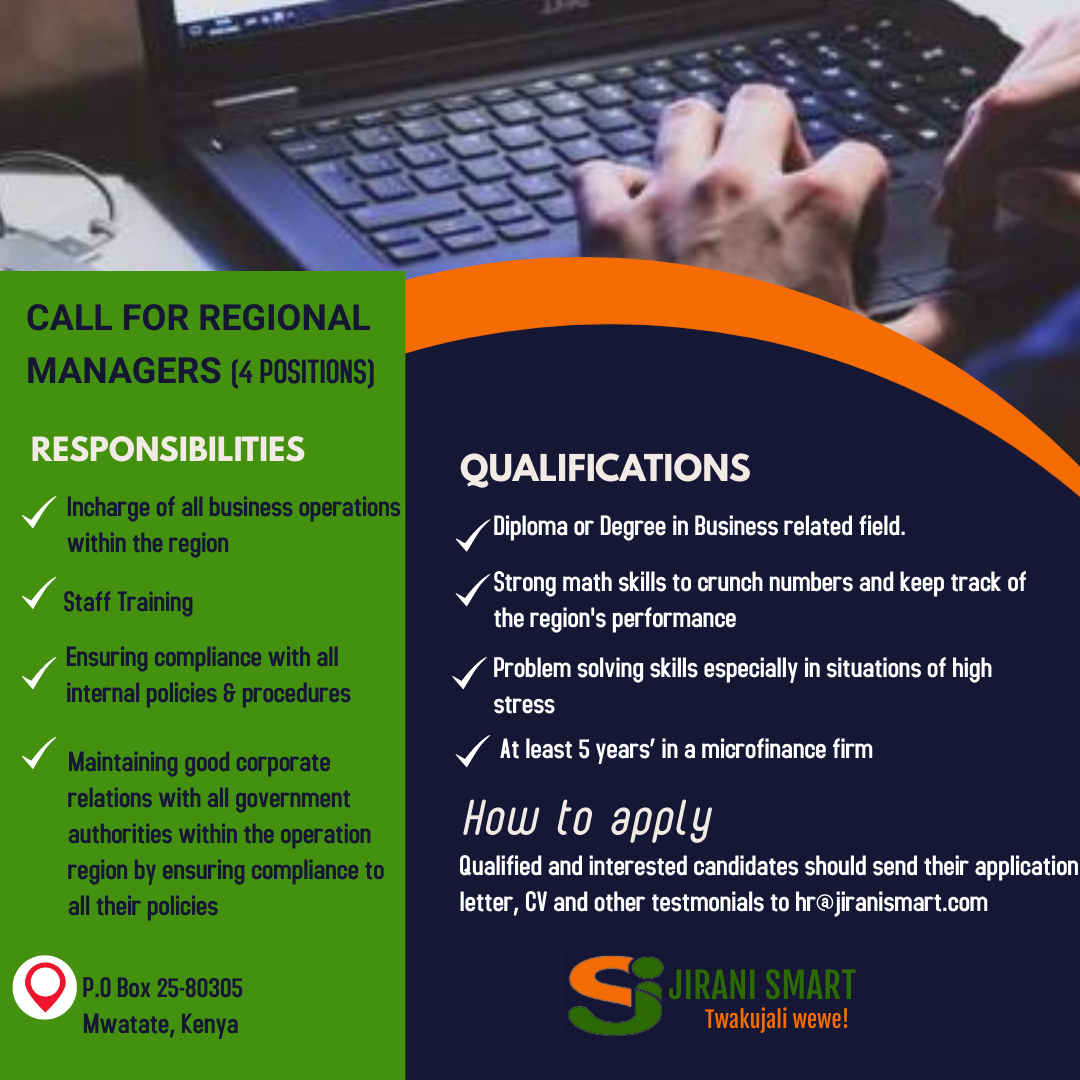 CALL FOR REGIONAL
MANAGERS (4 POSITIONS)
RESPONSIBILITIES
Incharge of all business operations
within the region
Staff Training
Ensuring compliance with all
internal policies & procedures
Maintaining good corporate
relations with all government
authorities within the operation
region by ensuring compliance to
all their policies
P.O Box 25-80305
Mwatate, Kenya
QUALIFICATIONS
Diploma or Degree in Business related field.
Strong math skills to crunch numbers and keep track of
the region's performance
Problem solving skills especially in situations of high
stress
At least 5 years’ in a microfinance firm
How to apply
Qualified and interested candidates should send their application
letter, CV and other testmonials to hr@jiranismart.com
SJ JIRANI SMART
Twakujali wewe!